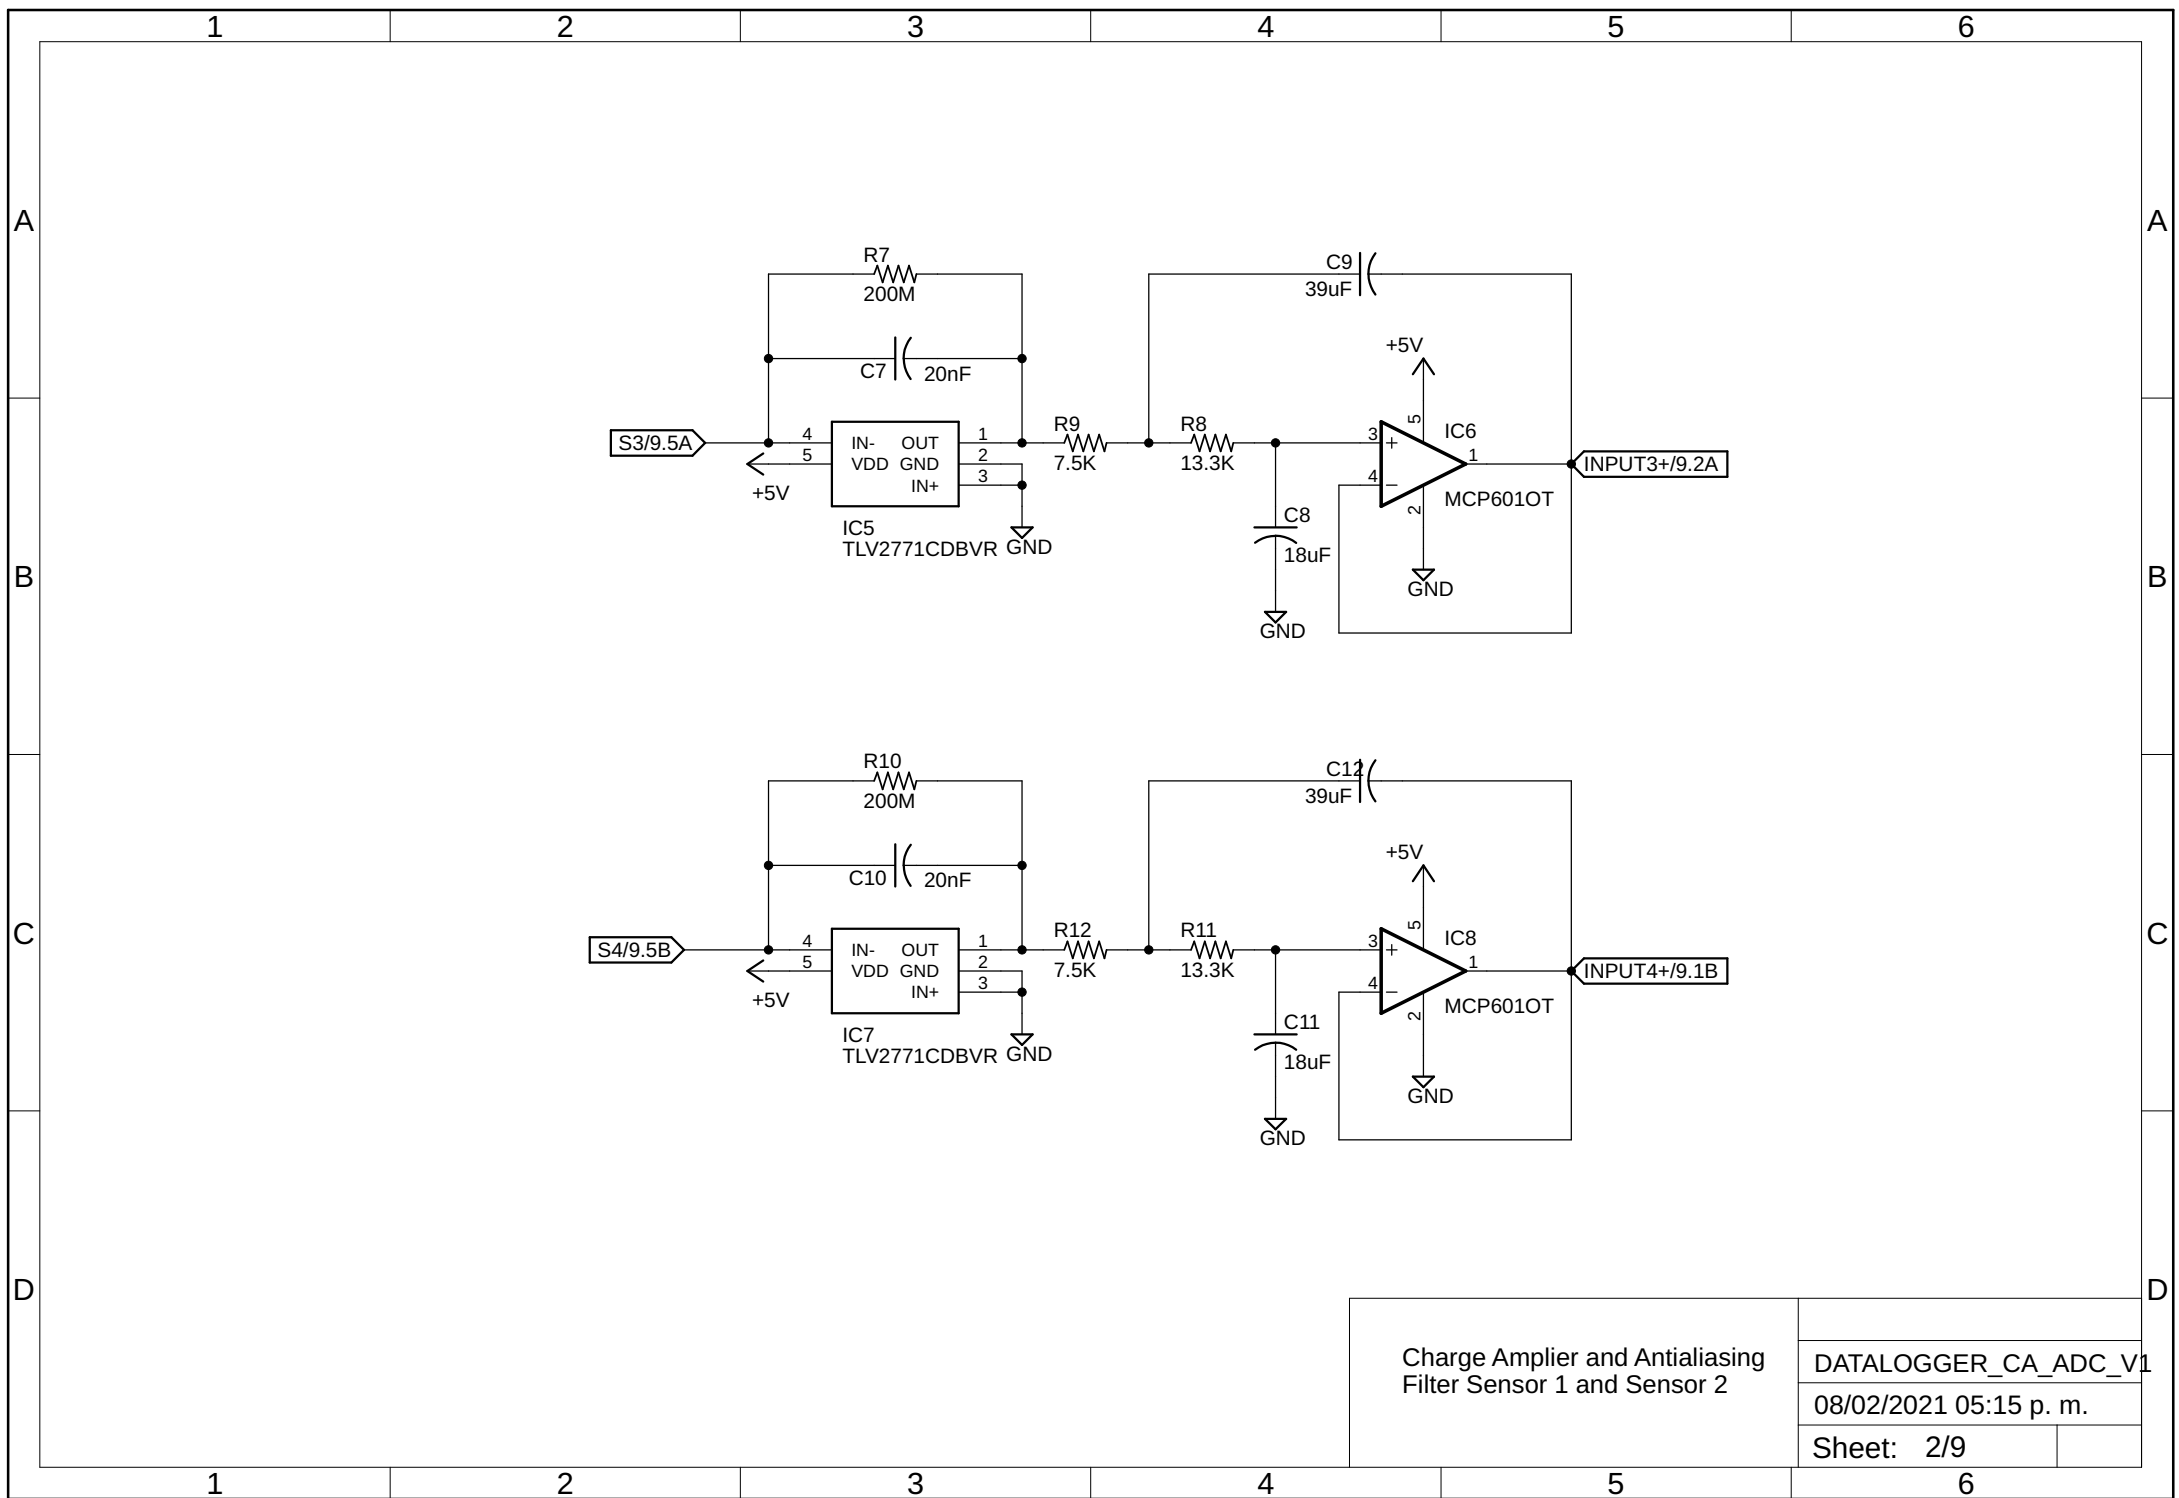 1 2 3 4 5 6
A A
R7
200M
C9
39uF
+5V
C7 20nF
B B
S3/9.5A
4 IN- OUT 1
5 VDD GND 2
IN+ 3
+5V
IC5
TLV2771CDBVR
GND
R9
7.5K
R8
13.3K
C8
18uF
GND
3 +
4 −
5
2
1
IC6
MCP601OT
GND
INPUT3+/9.2A
R10
200M
C12
39uF
+5V
C10 20nF
C C
S4/9.5B
4 IN- OUT 1
5 VDD GND 2
IN+ 3
+5V
IC7
TLV2771CDBVR
GND
R12
7.5K
R11
13.3K
C11
18uF
GND
3 +
4 −
5
2
1
IC8
MCP601OT
GND
INPUT4+/9.1B
D D
Charge Amplier and Antialiasing
Filter Sensor 1 and Sensor 2
DATALOGGER_CA_ADC_V1
08/02/2021 05:15 p. m.
Sheet: 2/9
1 2 3 4 5 6